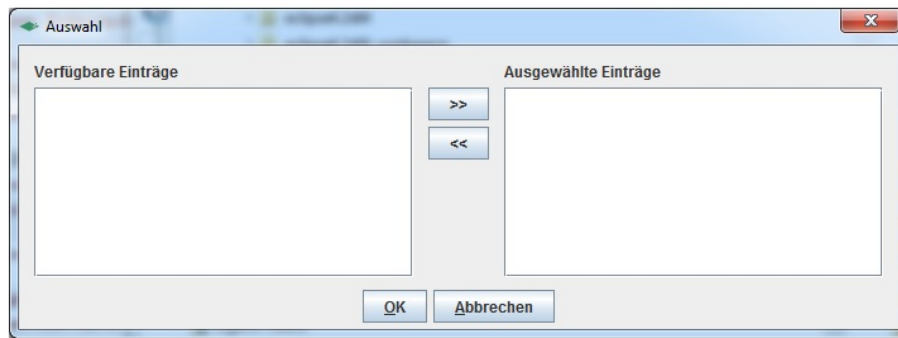 Auswahl
Verfügbare Einträge
Ausgewählte Einträge
>>
<<
OK
Abbrechen